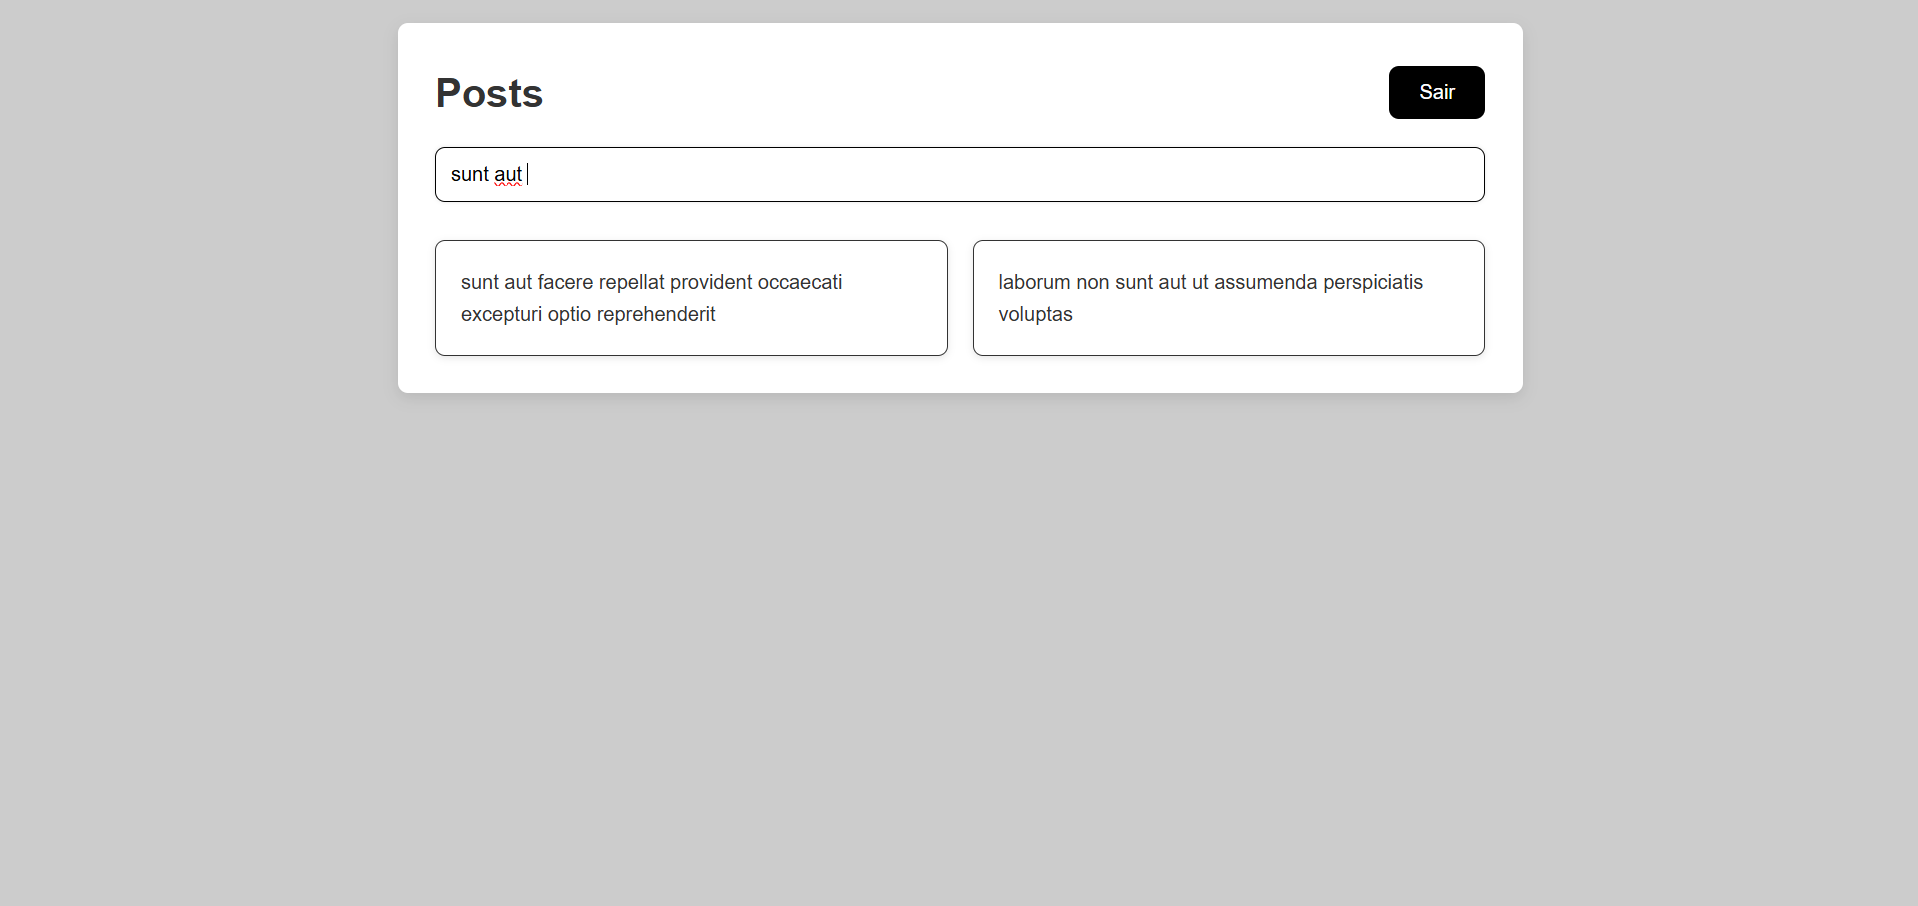 Posts
Sair
sunt aut
sunt aut facere repellat provident occaecati
excepturi optio reprehenderit
laborum non sunt aut ut assumenda perspiciatis
voluptas